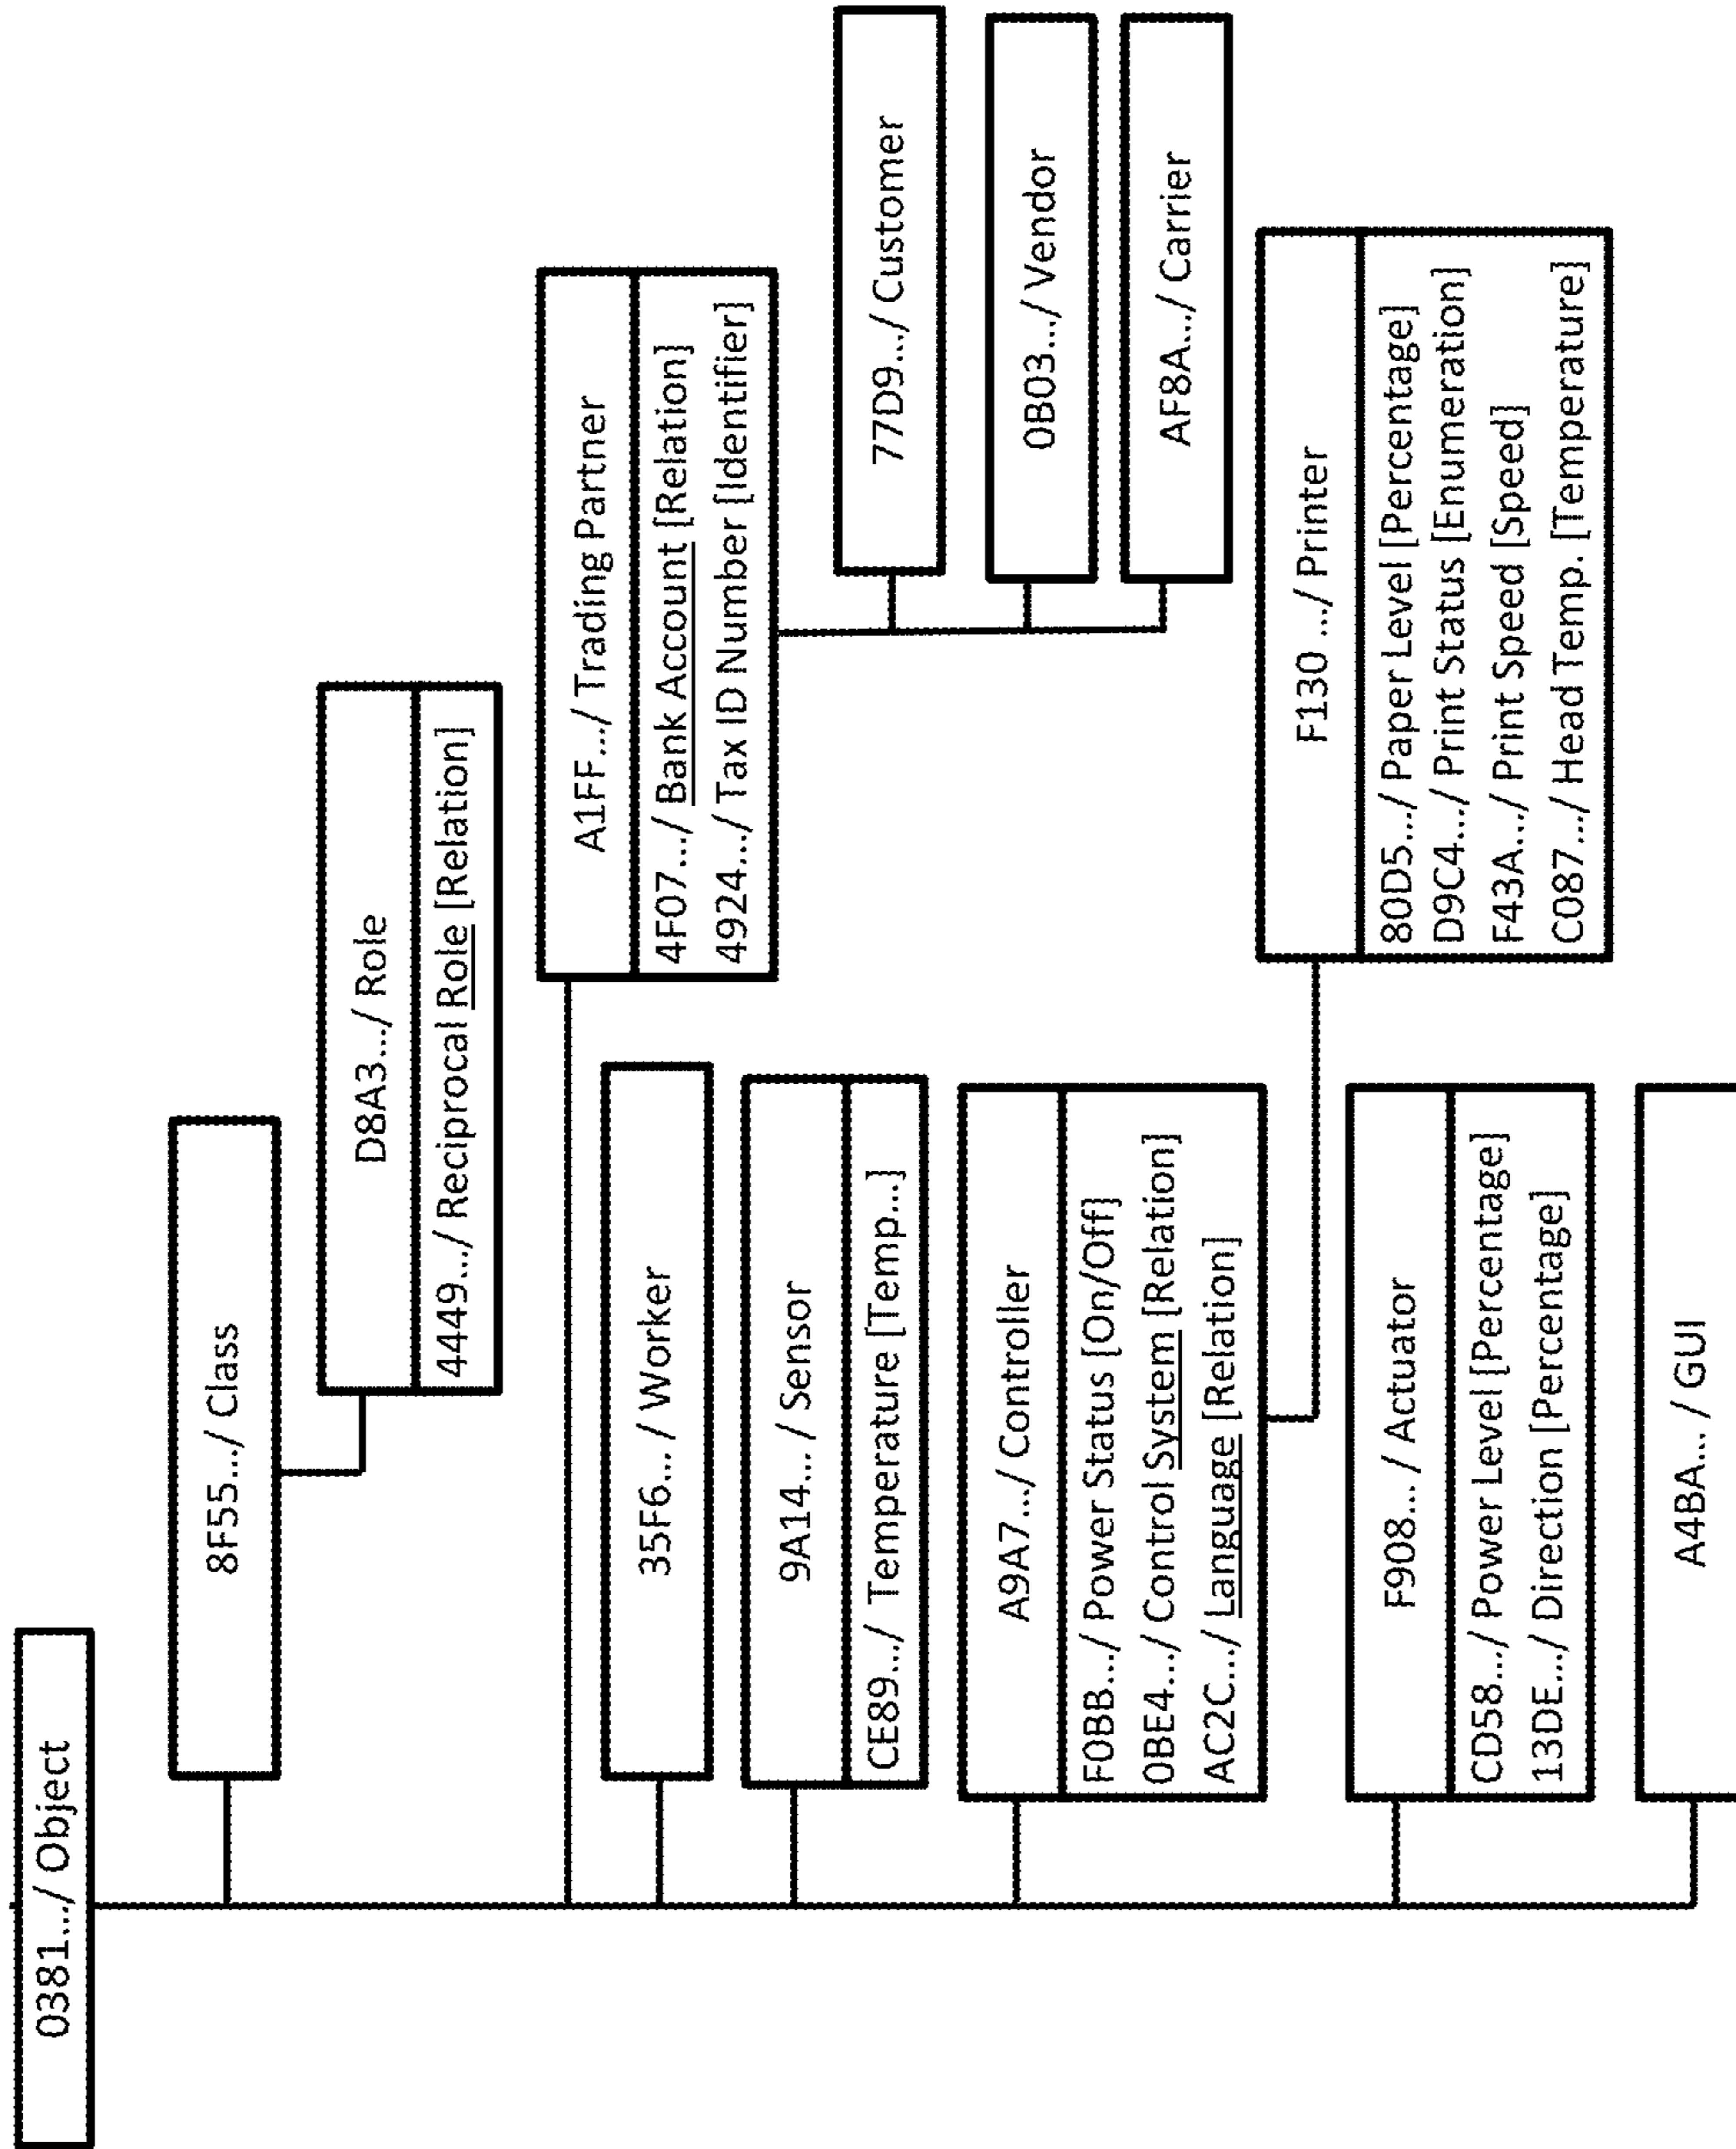 0381.../ Object
8F55.../ Class
D8A3.../ Role
4449.../ Reciprocal Role [Relation]
A1FF.../ Trading Partner
4F07.../ Bank Account [Relation]
4924.../ Tax ID Number [Identifier]
77D9.../ Customer
0B03.../ Vendor
AF8A.../ Carrier
35F6... / Worker
9A14... / Sensor
CE89.../ Temperature [Temp...]
A9A7.../ Controller
F0BB.../ Power Status [On/Off]
0BE4.../ Control System [Relation]
AC2C.../ Language [Relation]
F130 .../ Printer
80D5.../ Paper Level [Percentage]
D9C4.../ Print Status [Enumeration]
F43A.../ Print Speed [Speed]
C087.../ Head Temp. [Temperature]
F908... / Actuator
CD58.../ Power Level [Percentage]
13DE.../ Direction [Percentage]
A4BA... / GUI